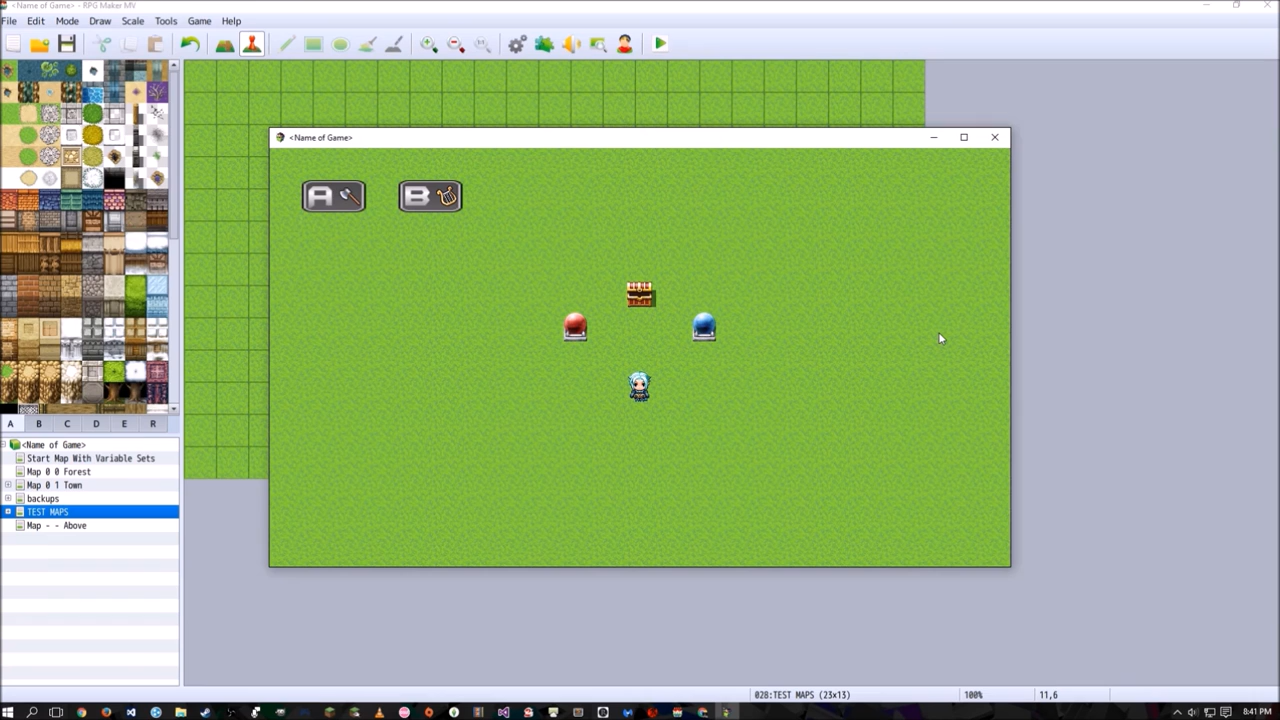 <Name of Game> - RPG Maker MV
File Edit Mode Draw Scale Tools Game Help
<Name of Game>
A B
A B C D E R
<Name of Game>
Start Map With Variable Sets
Map 0 0 Forest
Map 0 1 Town
backups
TEST MAPS
Map - - Above
028:TEST MAPS (23x13) 100% 11,6
8:41 PM